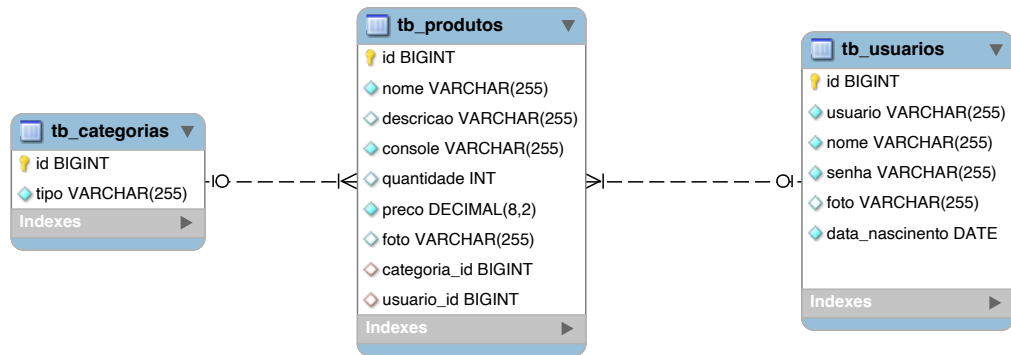 tb_categorias
id BIGINT
tipo VARCHAR(255)
Indexes
tb_produtos
id BIGINT
nome VARCHAR(255)
descricao VARCHAR(255)
console VARCHAR(255)
quantidade INT
preco DECIMAL(8,2)
foto VARCHAR(255)
categoria_id BIGINT
usuario_id BIGINT
Indexes
tb_usuarios
id BIGINT
usuario VARCHAR(255)
nome VARCHAR(255)
senha VARCHAR(255)
foto VARCHAR(255)
data_nascinento DATE
Indexes